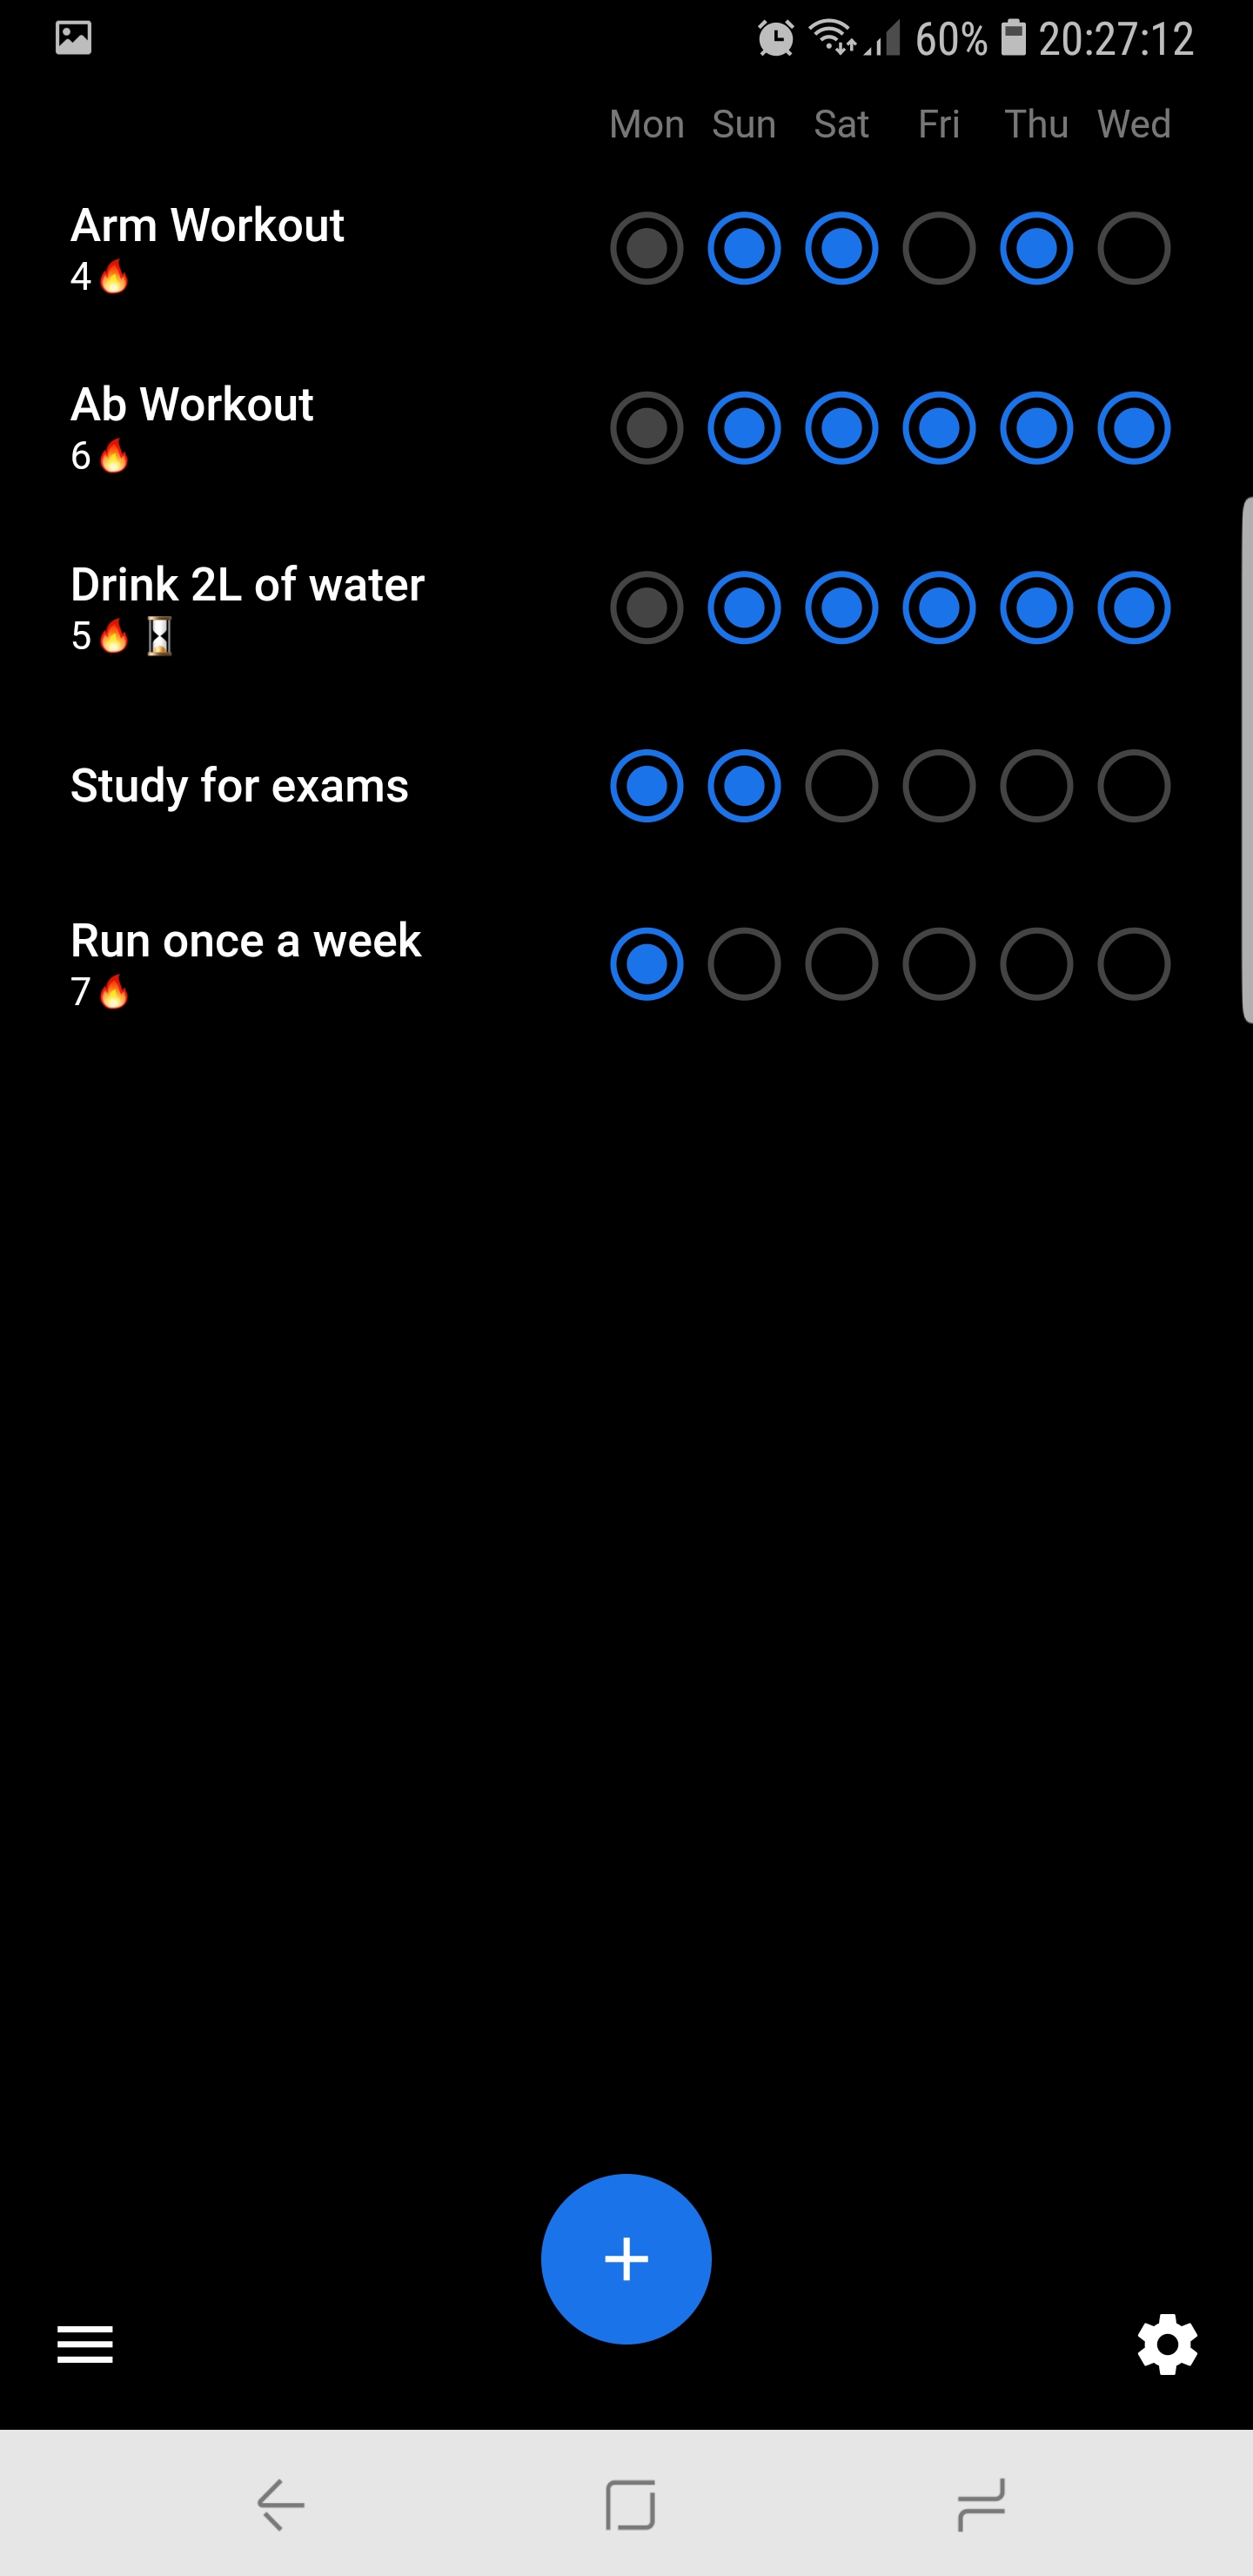 60% 20:27:12
Mon Sun Sat Fri Thu Wed
Arm Workout
4🔥
Ab Workout
6🔥
Drink 2L of water
5🔥 ⏳
Study for exams
Run once a week
7🔥